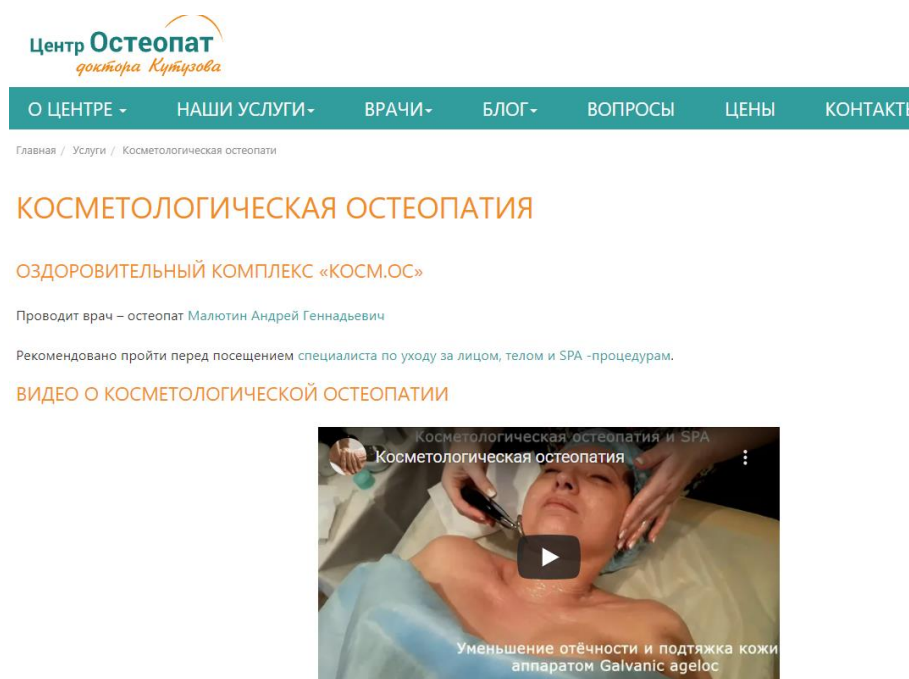 Центр Остеопат
доктора Кутузова
О ЦЕНТРЕ НАШИ УСЛУГИ ВРАЧИ БЛОГ ВОПРОСЫ ЦЕНЫ КОНТАКТЫ
Главная / Услуги / Косметологическая остеопати
КОСМЕТОЛОГИЧЕСКАЯ ОСТЕОПАТИЯ
ОЗДОРОВИТЕЛЬНЫЙ КОМПЛЕКС «КОСМ.ОС»
Проводит врач – остеопат Малютин Андрей Геннадьевич
Рекомендовано пройти перед посещением специалиста по уходу за лицом, телом и SPA -процедурам.
ВИДЕО О КОСМЕТОЛОГИЧЕСКОЙ ОСТЕОПАТИИ
Косметологическая остеопатия и SPA
Косметологическая остеопатия
Уменьшение отёчности и подтяжка кожи
аппаратом Galvanic ageloc